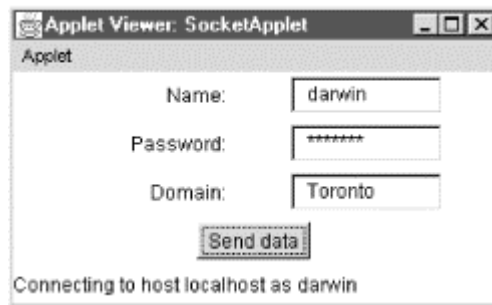 Applet Viewer: SocketApplet
Applet
Name: darwin
Password: *******
Domain: Toronto
Send data
Connecting to host localhost as darwin